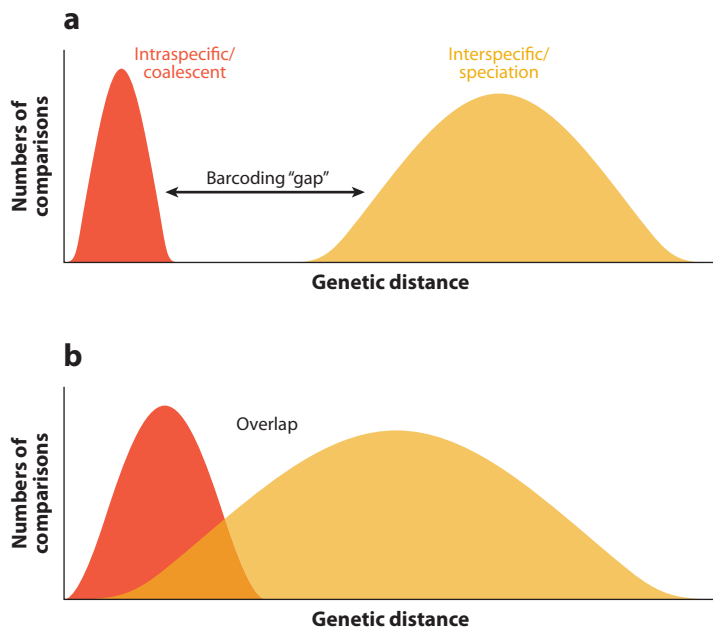 a
Intraspecific/
coalescent
Interspecific/
speciation
Numbers of
comparisons
Barcoding “gap”
Genetic distance
b
Numbers of
comparisons
Overlap
Genetic distance